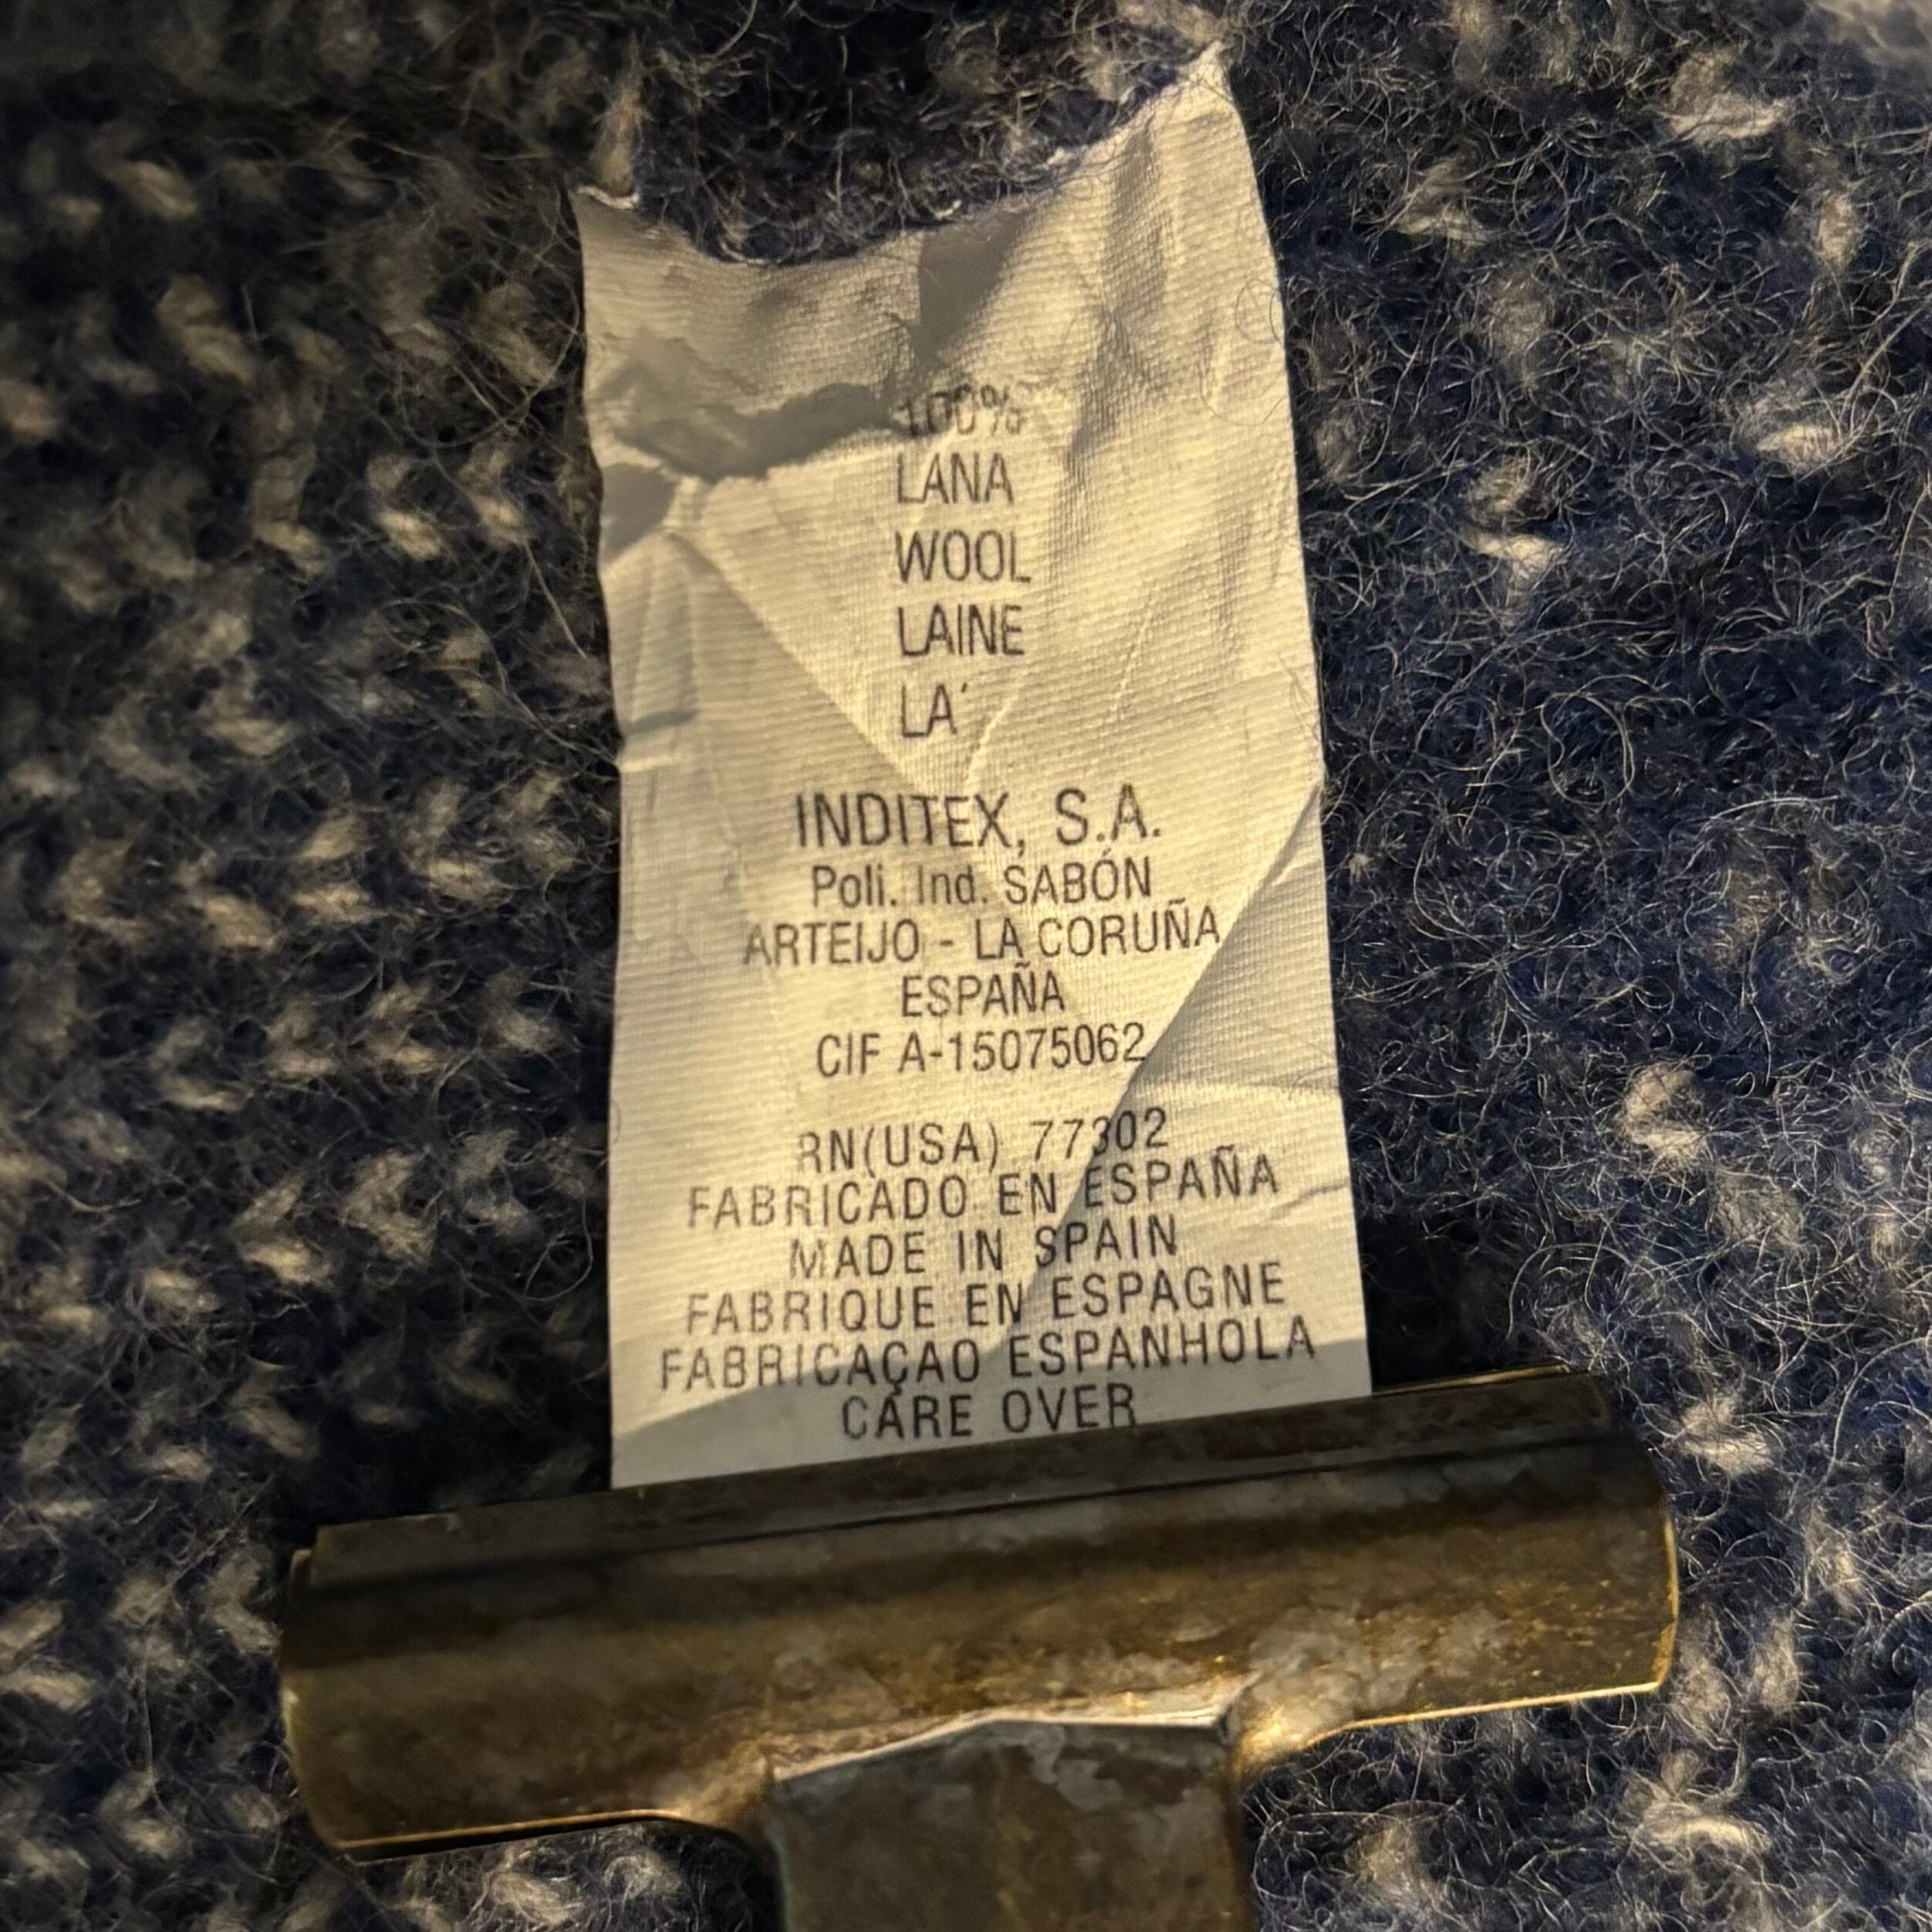 100%
LANA
WOOL
LAINE
LA´
INDITEX, S.A.
Poli. Ind. SABÓN
ARTEIJO - LA CORUÑA
ESPAÑA
CIF A-15075062
RN(USA) 77302
FABRICADO EN ESPAÑA
MADE IN SPAIN
FABRIQUE EN ESPAGNE
FABRICAÇAO ESPANHOLA
CARE OVER